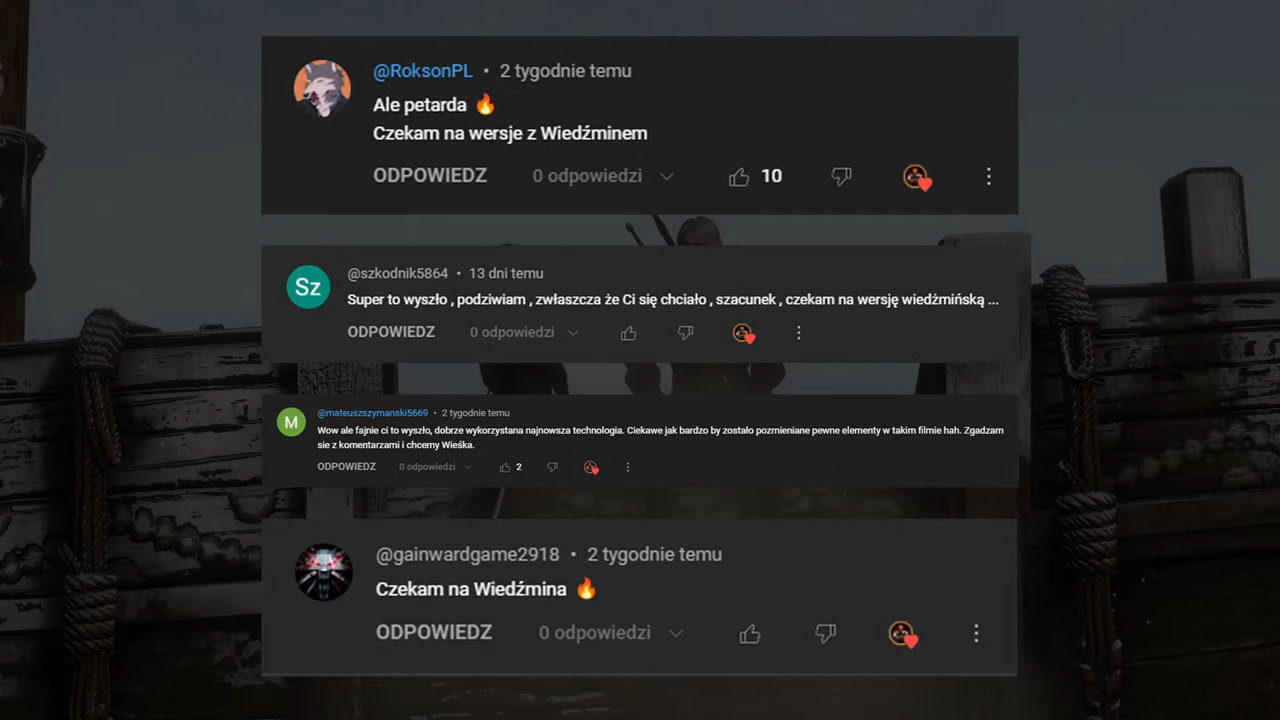 @RoksonPL • 2 tygodnie temu
Ale petarda 🔥
Czekam na wersje z Wiedźminem
ODPOWIEDZ 0 odpowiedzi 10
Sz
@szkodnik5864 • 13 dni temu
Super to wyszło , podziwiam , zwłaszcza że Ci się chciało , szacunek , czekam na wersję wiedżmińską ...
ODPOWIEDZ 0 odpowiedzi
M
@mateuszszymanski5669 • 2 tygodnie temu
Wow ale fajnie ci to wyszło, dobrze wykorzystana najnowsza technologia. Ciekawe jak bardzo by zostało pozmieniane pewne elementy w takim filmie hah. Zgadzam
sie z komentarzami i chcemy Wieśka.
ODPOWIEDZ 0 odpowiedzi 2
@gainwardgame2918 • 2 tygodnie temu
Czekam na Wiedźmina 🔥
ODPOWIEDZ 0 odpowiedzi